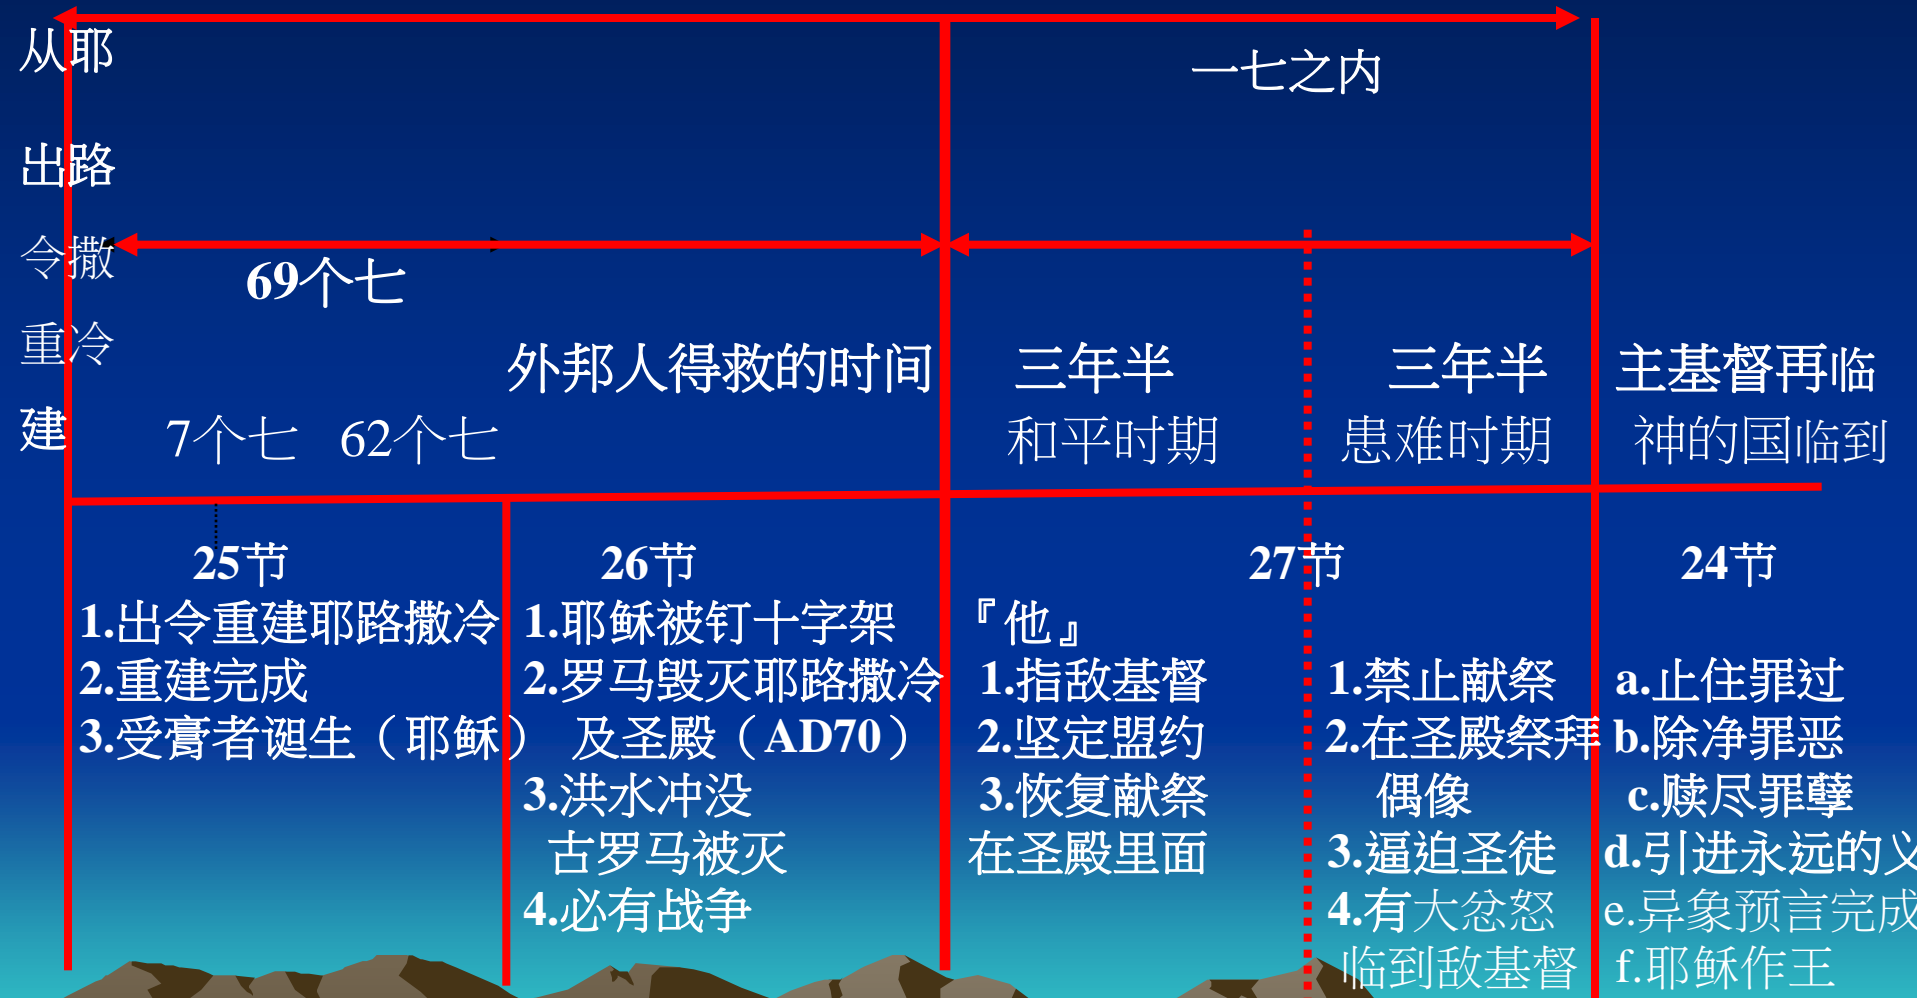 从耶
出路
令撒
重冷
建
一七之内
69个七
外邦人得救的时间
三年半
三年半
主基督再临
7个七 62个七
和平时期
患难时期
神的国临到
25节
1.出令重建耶路撒冷
2.重建完成
3.受膏者诞生（耶稣）
26节
1.耶稣被钉十字架
2.罗马毁灭耶路撒冷
及圣殿（AD70）
3.洪水冲没
古罗马被灭
4.必有战争
27节
『他』
1.指敌基督
2.坚定盟约
3.恢复献祭
在圣殿里面
1.禁止献祭
2.在圣殿祭拜
偶像
3.逼迫圣徒
4.有大忿怒
临到敌基督
24节
a.止住罪过
b.除净罪恶
c.赎尽罪孽
d.引进永远的义
e.异象预言完成
f.耶稣作王